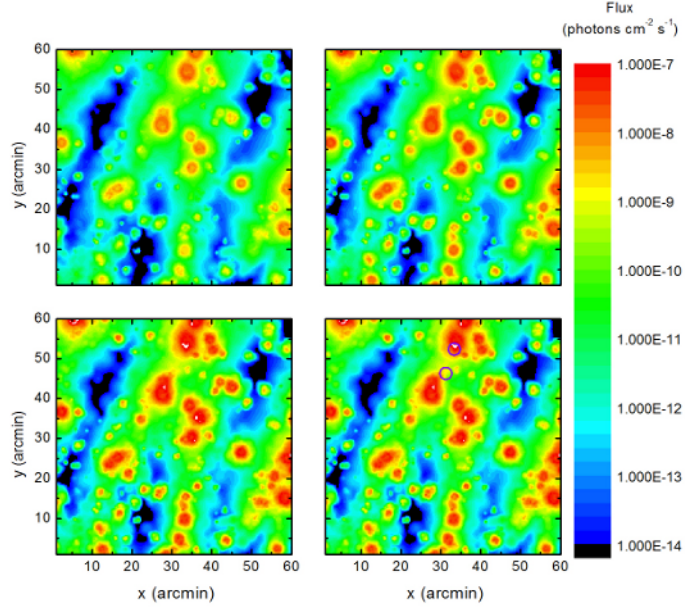 Flux
(photons cm⁻² s⁻¹)
60
50
40
30
20
10
y (arcmin)
1.000E-7
1.000E-8
1.000E-9
1.000E-10
1.000E-11
1.000E-12
1.000E-13
1.000E-14
60
50
40
30
20
10
y (arcmin)
10 20 30 40 50 60
10 20 30 40 50 60
x (arcmin)
x (arcmin)